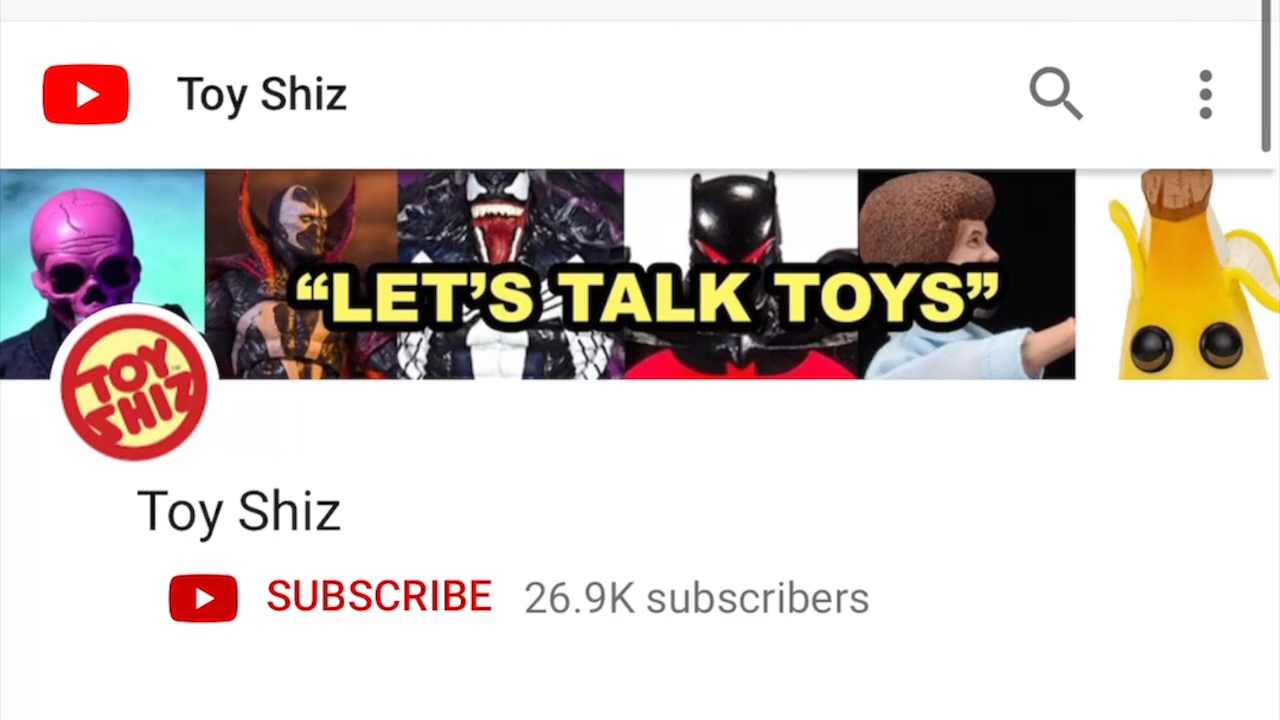 Toy Shiz
“LET’S TALK TOYS”
TOY
SHIZ
Toy Shiz
SUBSCRIBE 26.9K subscribers